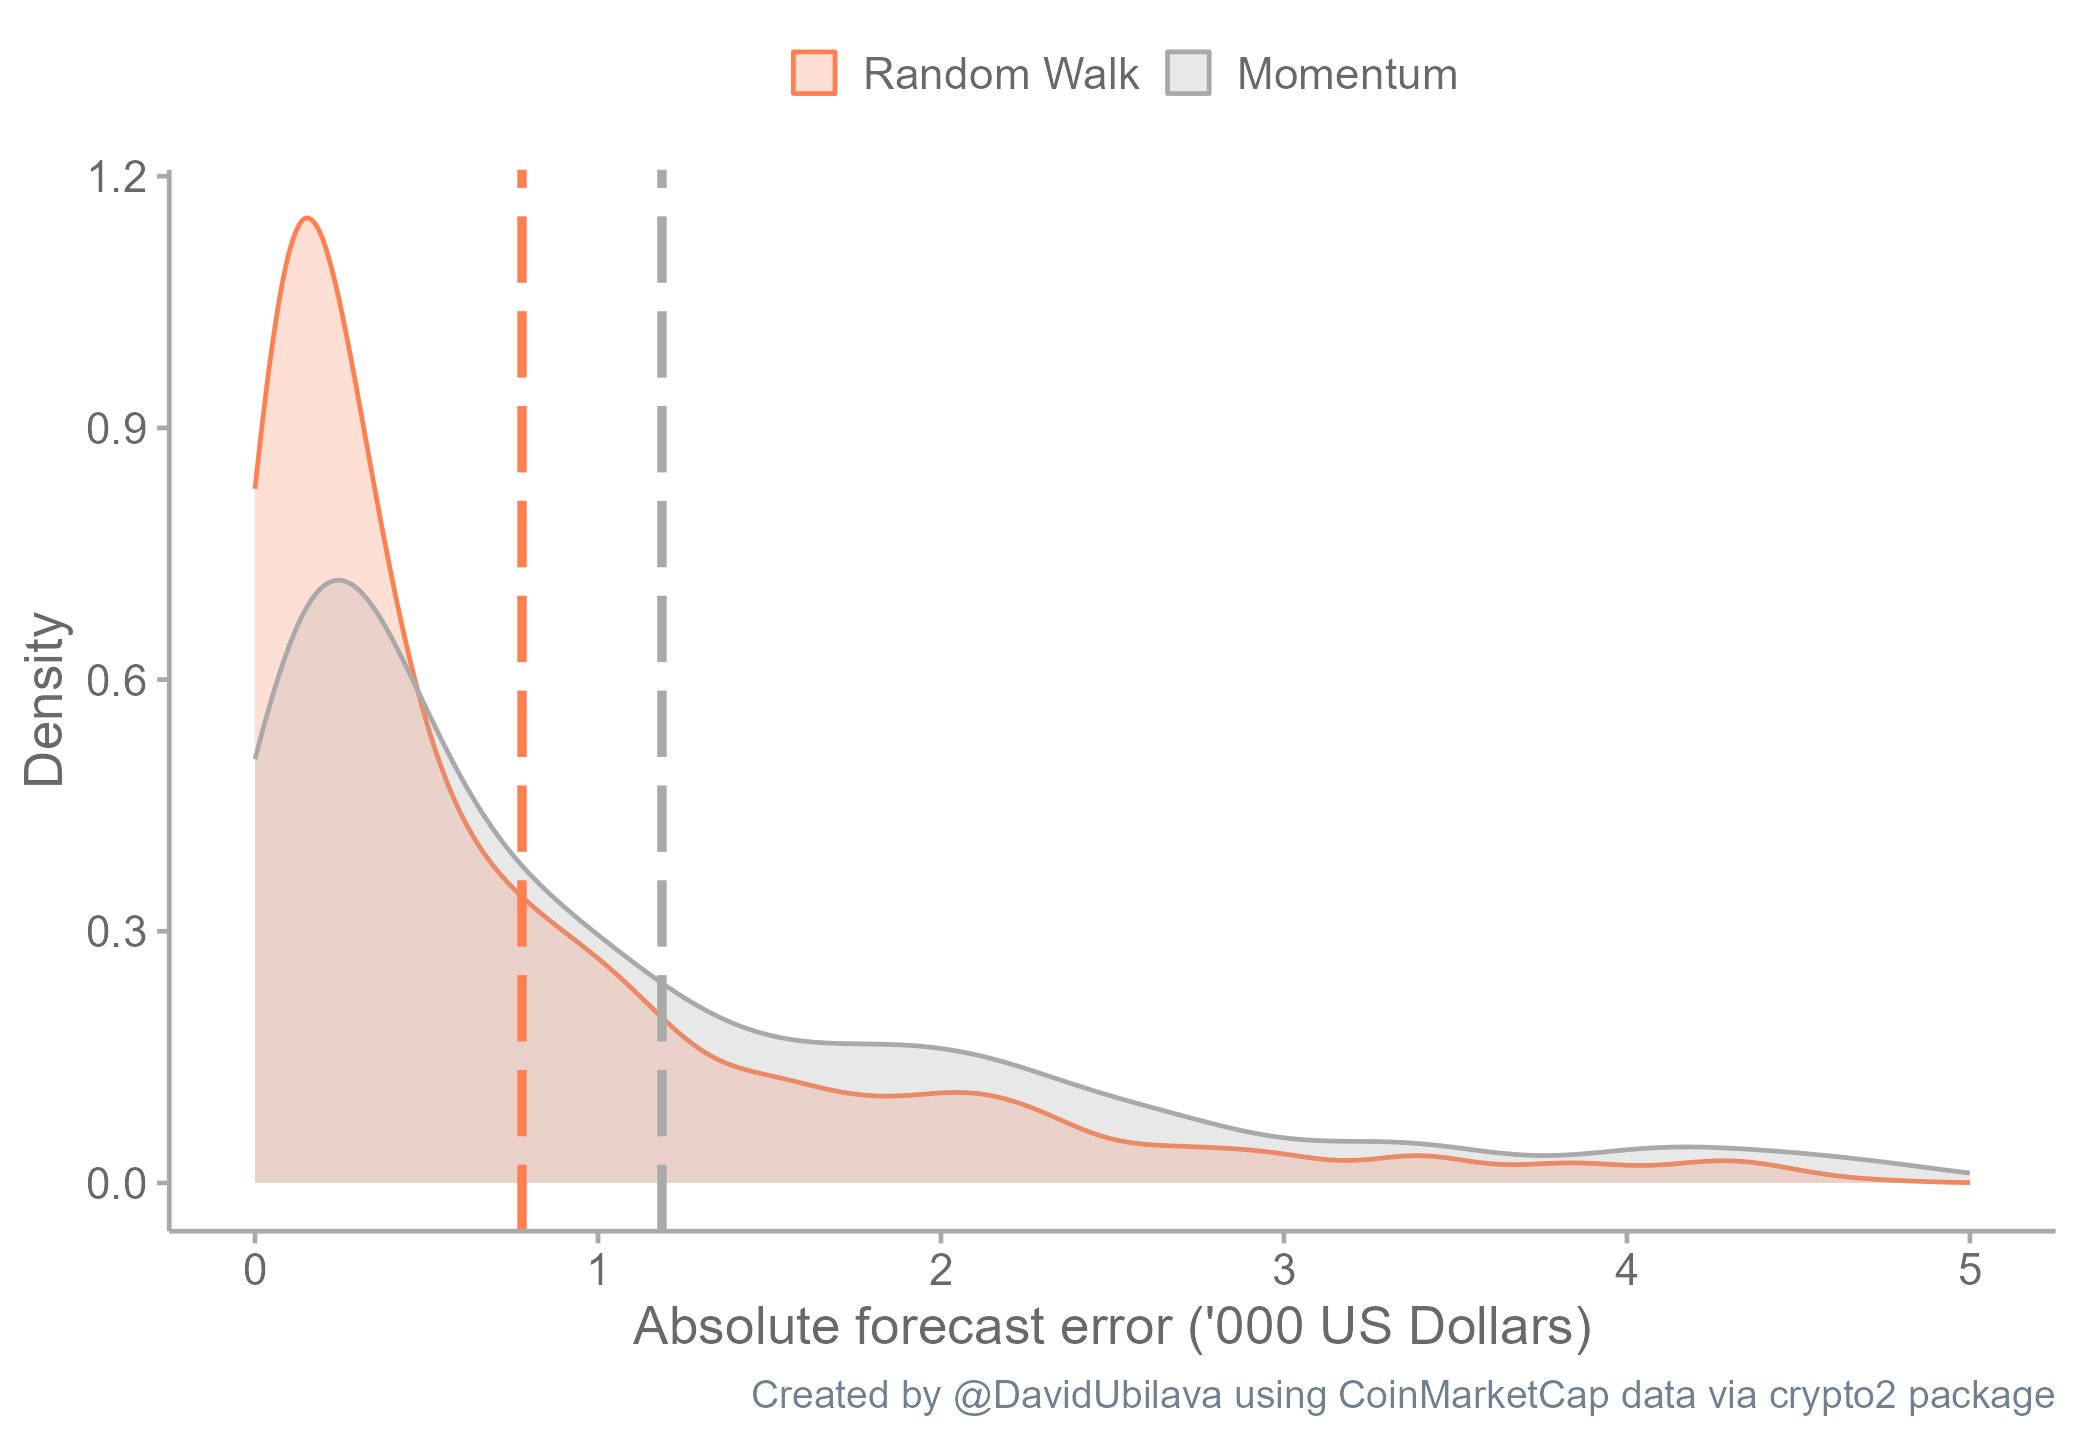 Random Walk Momentum
1.2
0.9
0.6
0.3
0.0
Density
0 1 2 3 4 5
Absolute forecast error ('000 US Dollars)
Created by @DavidUbilava using CoinMarketCap data via crypto2 package